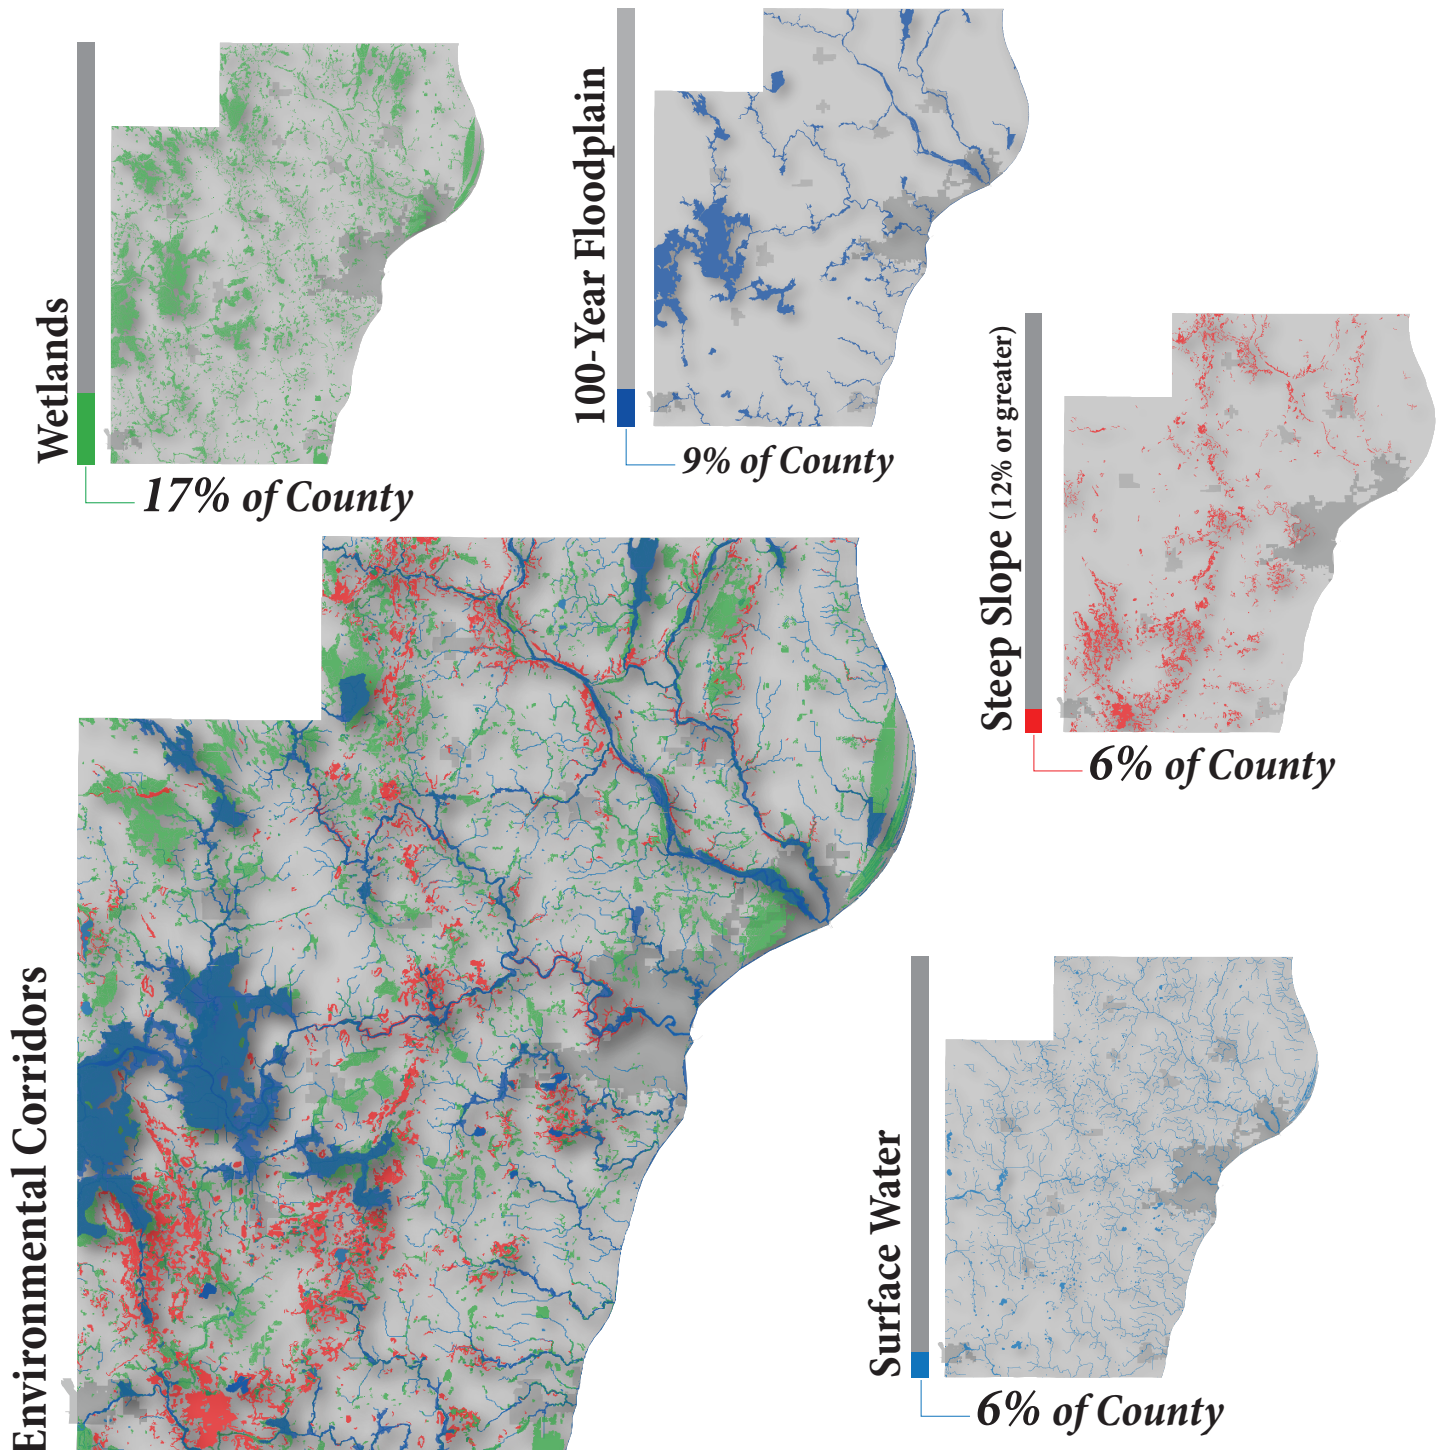 Wetlands
17% of County
100-Year Floodplain
9% of County
Steep Slope (12% or greater)
6% of County
Environmental Corridors
Surface Water
6% of County